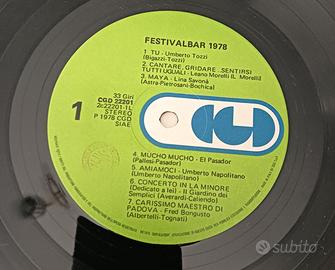 FESTIVALBAR 1978
1. TU - Umberto Tozzi
(Bigazzi-Tozzi)
2. CANTARE, GRIDARE ..SENTIRSI
TUTTI UGUALI - Leano Morelli (L. Morelli)
3. MAYA - Lina Savonà
(Astra-Pietrosani-Bochica)
33 Giri
CGD 22201
2c22201-1L
STEREO
P 1978 CGD
SIAE
1
CGD
4. MUCHO MUCHO - El Pasador
(Pallesi-Pasador)
5. AMIAMOCI - Umberto Napolitano
(Umberto Napolitano)
6. CONCERTO IN LA MINORE
(Dedicato a lei) - Il Giardino dei
Semplici (Averardi-Caliendo)
7. CARISSIMO MAESTRO DI
PADOVA - Fred Bongusto
(Albertelli-Tognati)
subito